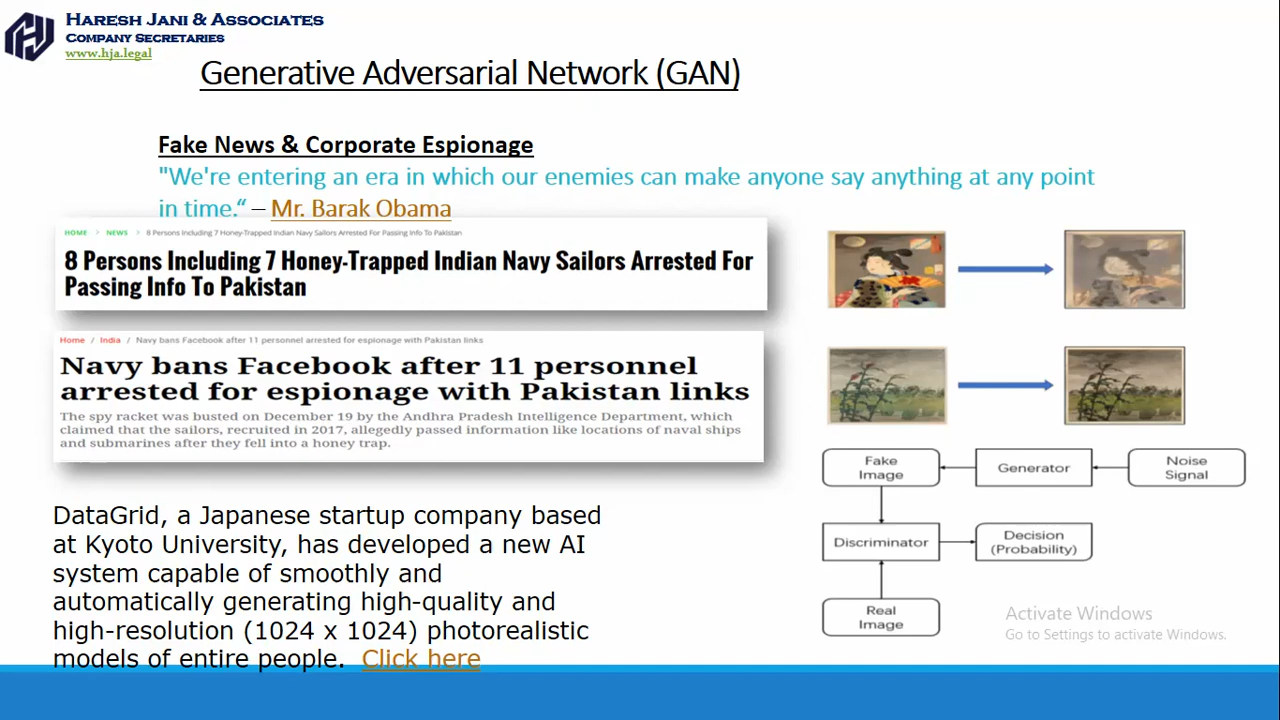 HARESH JANI & ASSOCIATES
COMPANY SECRETARIES
www.hja.legal
Generative Adversarial Network (GAN)
Fake News & Corporate Espionage
"We're entering an era in which our enemies can make anyone say anything at any point
in time.“ – Mr. Barak Obama
HOME > NEWS > 8 Persons Including 7 Honey-Trapped Indian Navy Sailors Arrested For Passing Info To Pakistan
8 Persons Including 7 Honey-Trapped Indian Navy Sailors Arrested For
Passing Info To Pakistan
Home / India / Navy bans Facebook after 11 personnel arrested for espionage with Pakistan links
Navy bans Facebook after 11 personnel
arrested for espionage with Pakistan links
The spy racket was busted on December 19 by the Andhra Pradesh Intelligence Department, which
claimed that the sailors, recruited in 2017, allegedly passed information like locations of naval ships
and submarines after they fell into a honey trap.
DataGrid, a Japanese startup company based
at Kyoto University, has developed a new AI
system capable of smoothly and
automatically generating high-quality and
high-resolution (1024 x 1024) photorealistic
models of entire people. Click here
Fake
Image
Generator
Noise
Signal
Discriminator
Decision
(Probability)
Real
Image
Activate Windows
Go to Settings to activate Windows.